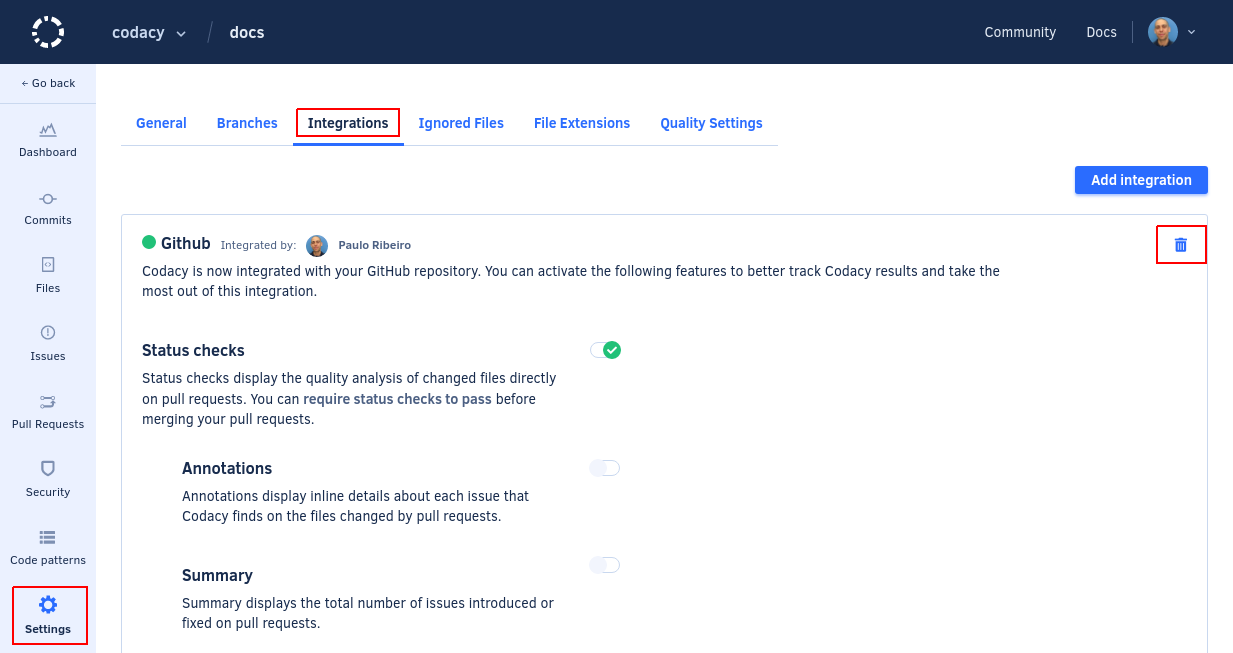 codacy / docs
Community Docs
← Go back
Dashboard
Commits
Files
Issues
Pull Requests
Security
Code patterns
Settings
General Branches Integrations Ignored Files File Extensions Quality Settings
Add integration
Github Integrated by: Paulo Ribeiro
Codacy is now integrated with your GitHub repository. You can activate the following features to better track Codacy results and take the
most out of this integration.
Status checks
Status checks display the quality analysis of changed files directly
on pull requests. You can require status checks to pass before
merging your pull requests.
Annotations
Annotations display inline details about each issue that
Codacy finds on the files changed by pull requests.
Summary
Summary displays the total number of issues introduced or
fixed on pull requests.